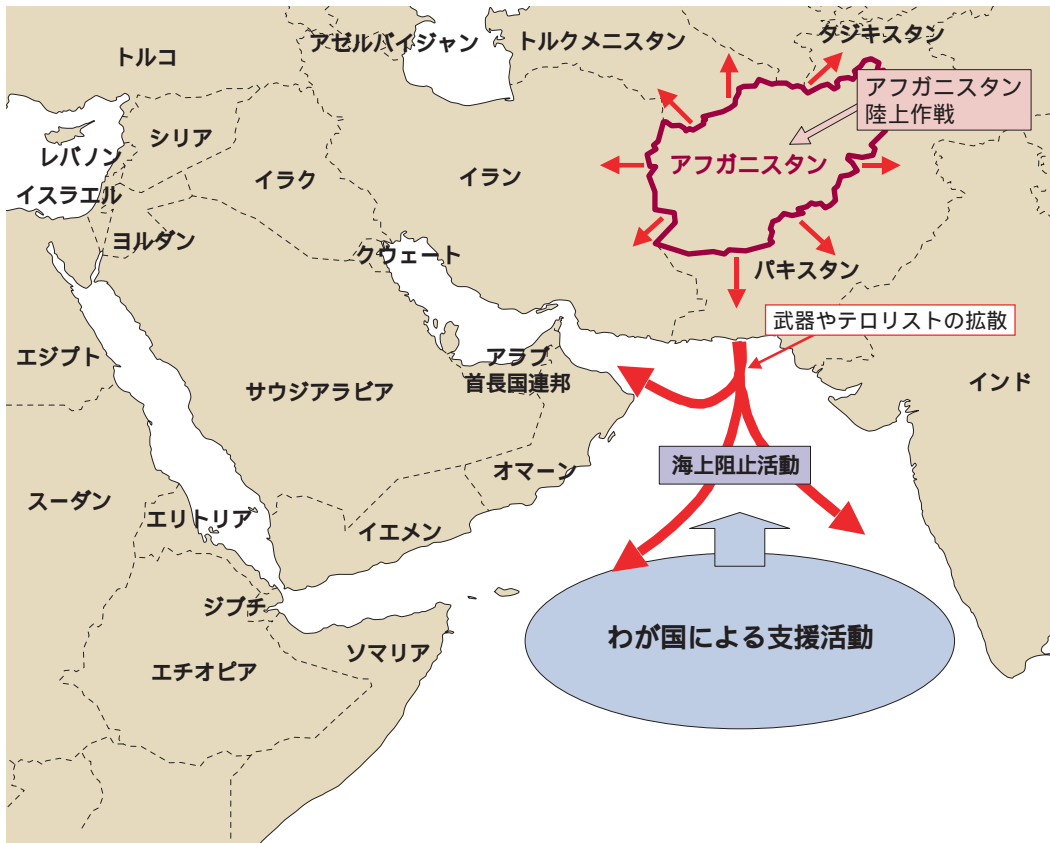 アゼルバイジャン
トルクメニスタン
タジキスタン
トルコ
アフガニスタン
陸上作戦
シリア
レバノン
アフガニスタン
イラク
イラン
イスラエル
ヨルダン
クウェート
パキスタン
武器やテロリストの拡散
エジプト
アラブ
首長国連邦
サウジアラビア
インド
海上阻止活動
オマーン
スーダン
エリトリア
イエメン
ジブチ
わが国による支援活動
ソマリア
エチオピア